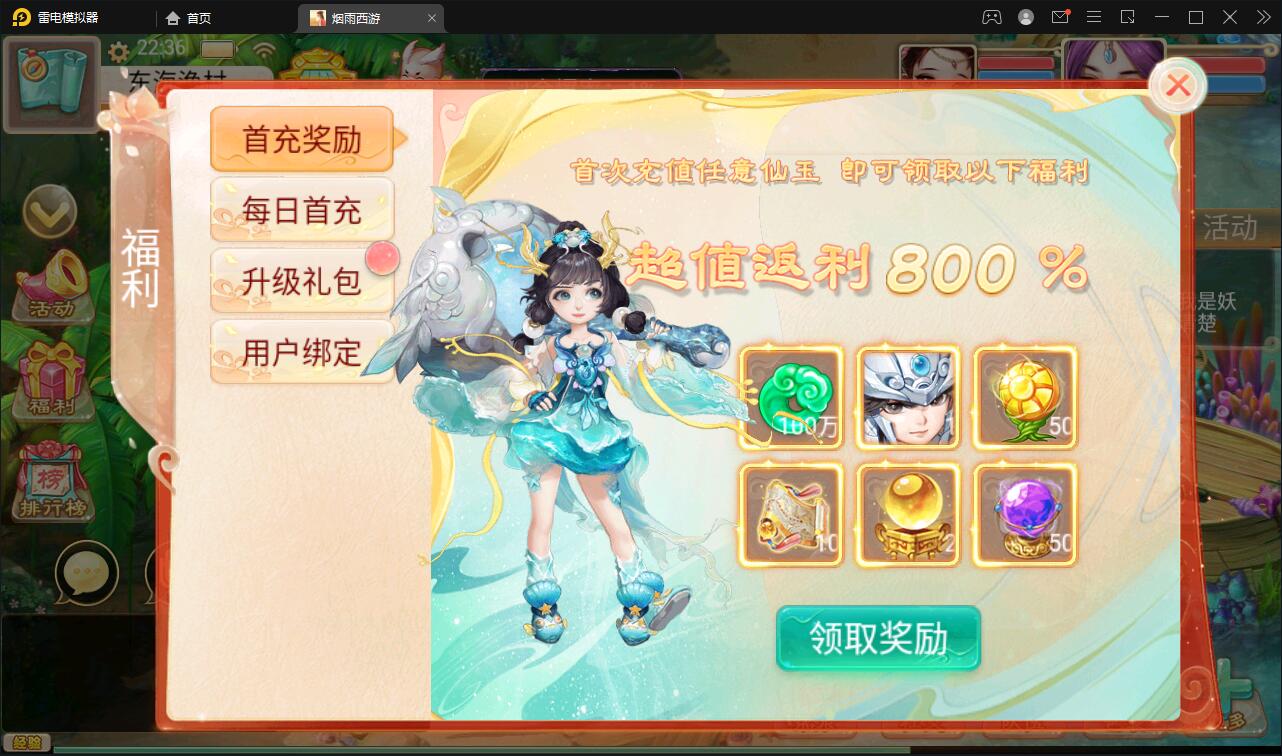 雷电模拟器
首页
烟雨西游
22:36
东海渔村
福利
首充奖励
每日首充
升级礼包
用户绑定
首次充值任意仙玉 即可领取以下福利
超值返利 800 %
100万
1
50
10
2
50
领取奖励
活动
福利
榜
排行榜
活动
是妖
楚
经验
多